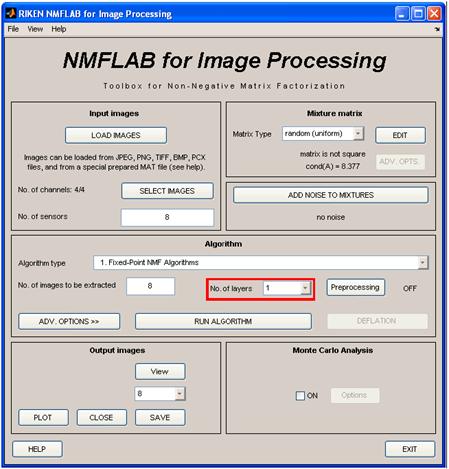 RIKEN NMFLAB for Image Processing
File View Help
NMFLAB for Image Processing
Toolbox for Non-Negative Matrix Factorization
Input images
LOAD IMAGES
Images can be loaded from JPEG, PNG, TIFF, BMP, PCX
files, and from a special prepared MAT file (see help).
No. of channels: 4/4 SELECT IMAGES
No. of sensors 8
Mixture matrix
Matrix Type random (uniform) EDIT
matrix is not square
cond(A) = 8.377
ADV. OPTS.
ADD NOISE TO MIXTURES
no noise
Algorithm
Algorithm type 1. Fixed-Point NMF Algorithms
No. of images to be extracted 8 No. of layers 1 Preprocessing OFF
ADV. OPTIONS >> RUN ALGORITHM DEFLATION
Output images
View
8
PLOT CLOSE SAVE
Monte Carlo Analysis
ON Options
HELP EXIT